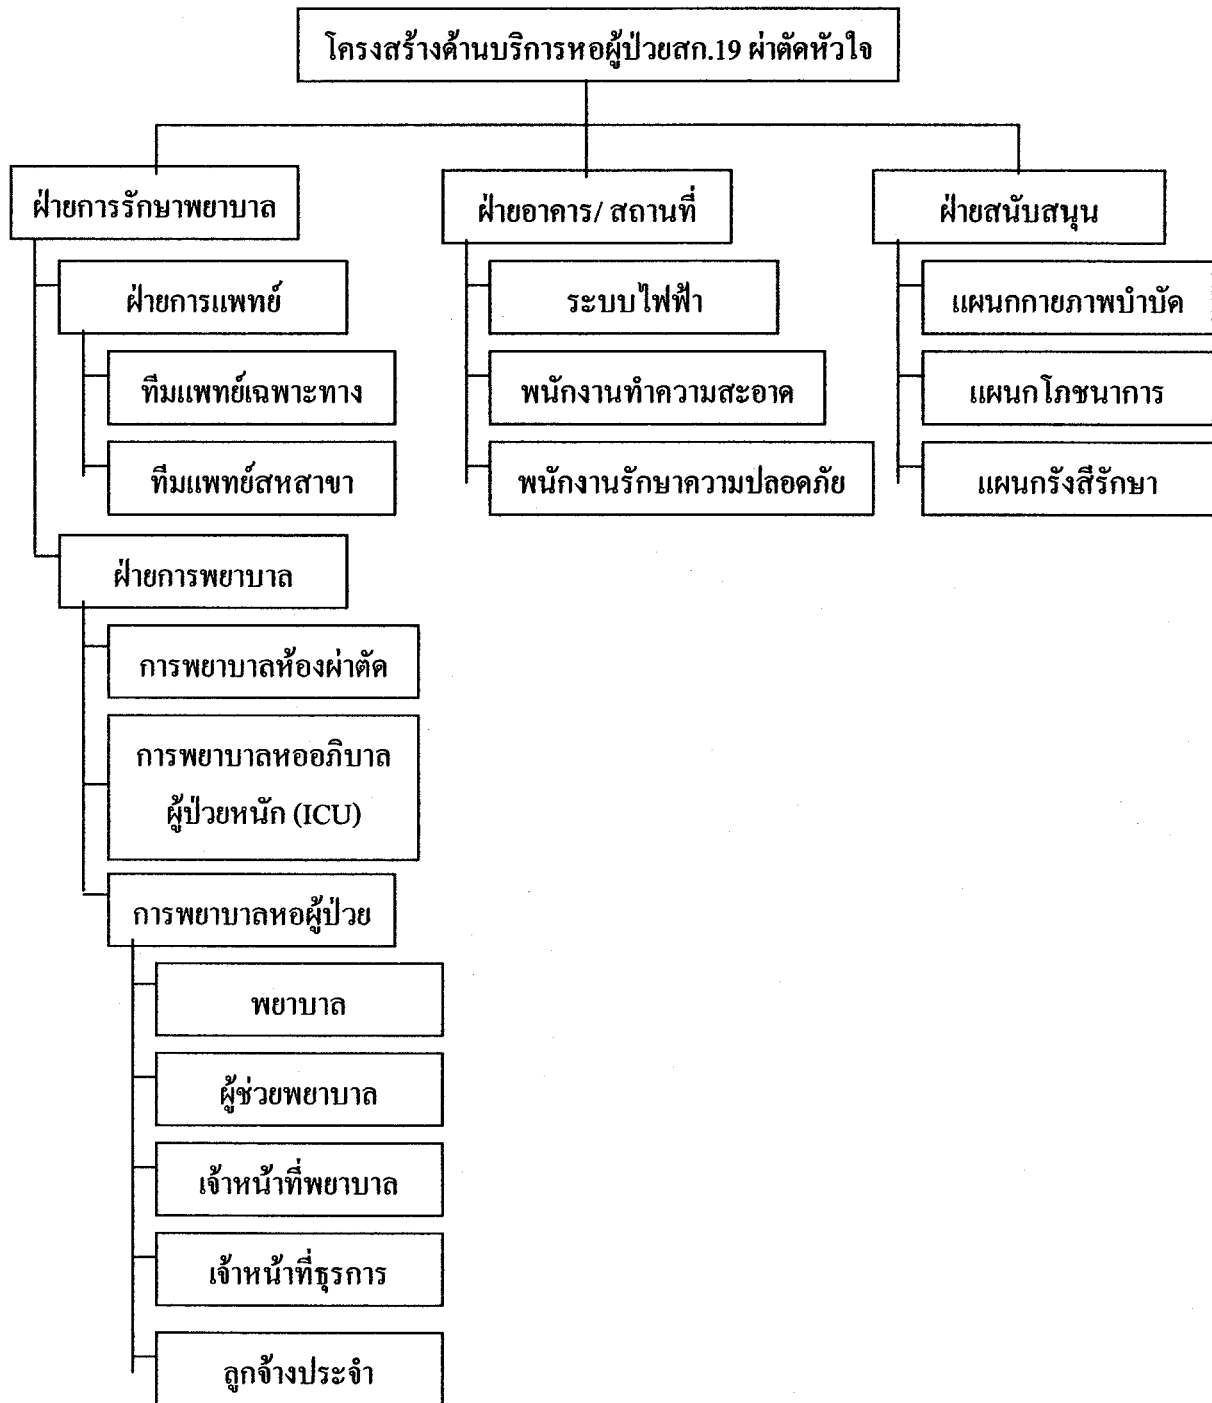 โครงสร้างด้านบริการหอผู้ป่วยสก.19 ผ่าตัดหัวใจ
ฝ่ายการรักษาพยาบาล
ฝ่ายการแพทย์
ทีมแพทย์เฉพาะทาง
ทีมแพทย์สหสาขา
ฝ่ายการพยาบาล
การพยาบาลห้องผ่าตัด
การพยาบาลหออภิบาล
ผู้ป่วยหนัก (ICU)
การพยาบาลหอผู้ป่วย
พยาบาล
ผู้ช่วยพยาบาล
เจ้าหน้าที่พยาบาล
เจ้าหน้าที่ธุรการ
ลูกจ้างประจำ
ฝ่ายอาคาร/ สถานที่
ระบบไฟฟ้า
พนักงานทำความสะอาด
พนักงานรักษาความปลอดภัย
ฝ่ายสนับสนุน
แผนกกายภาพบำบัด
แผนกโภชนาการ
แผนกรังสีรักษา